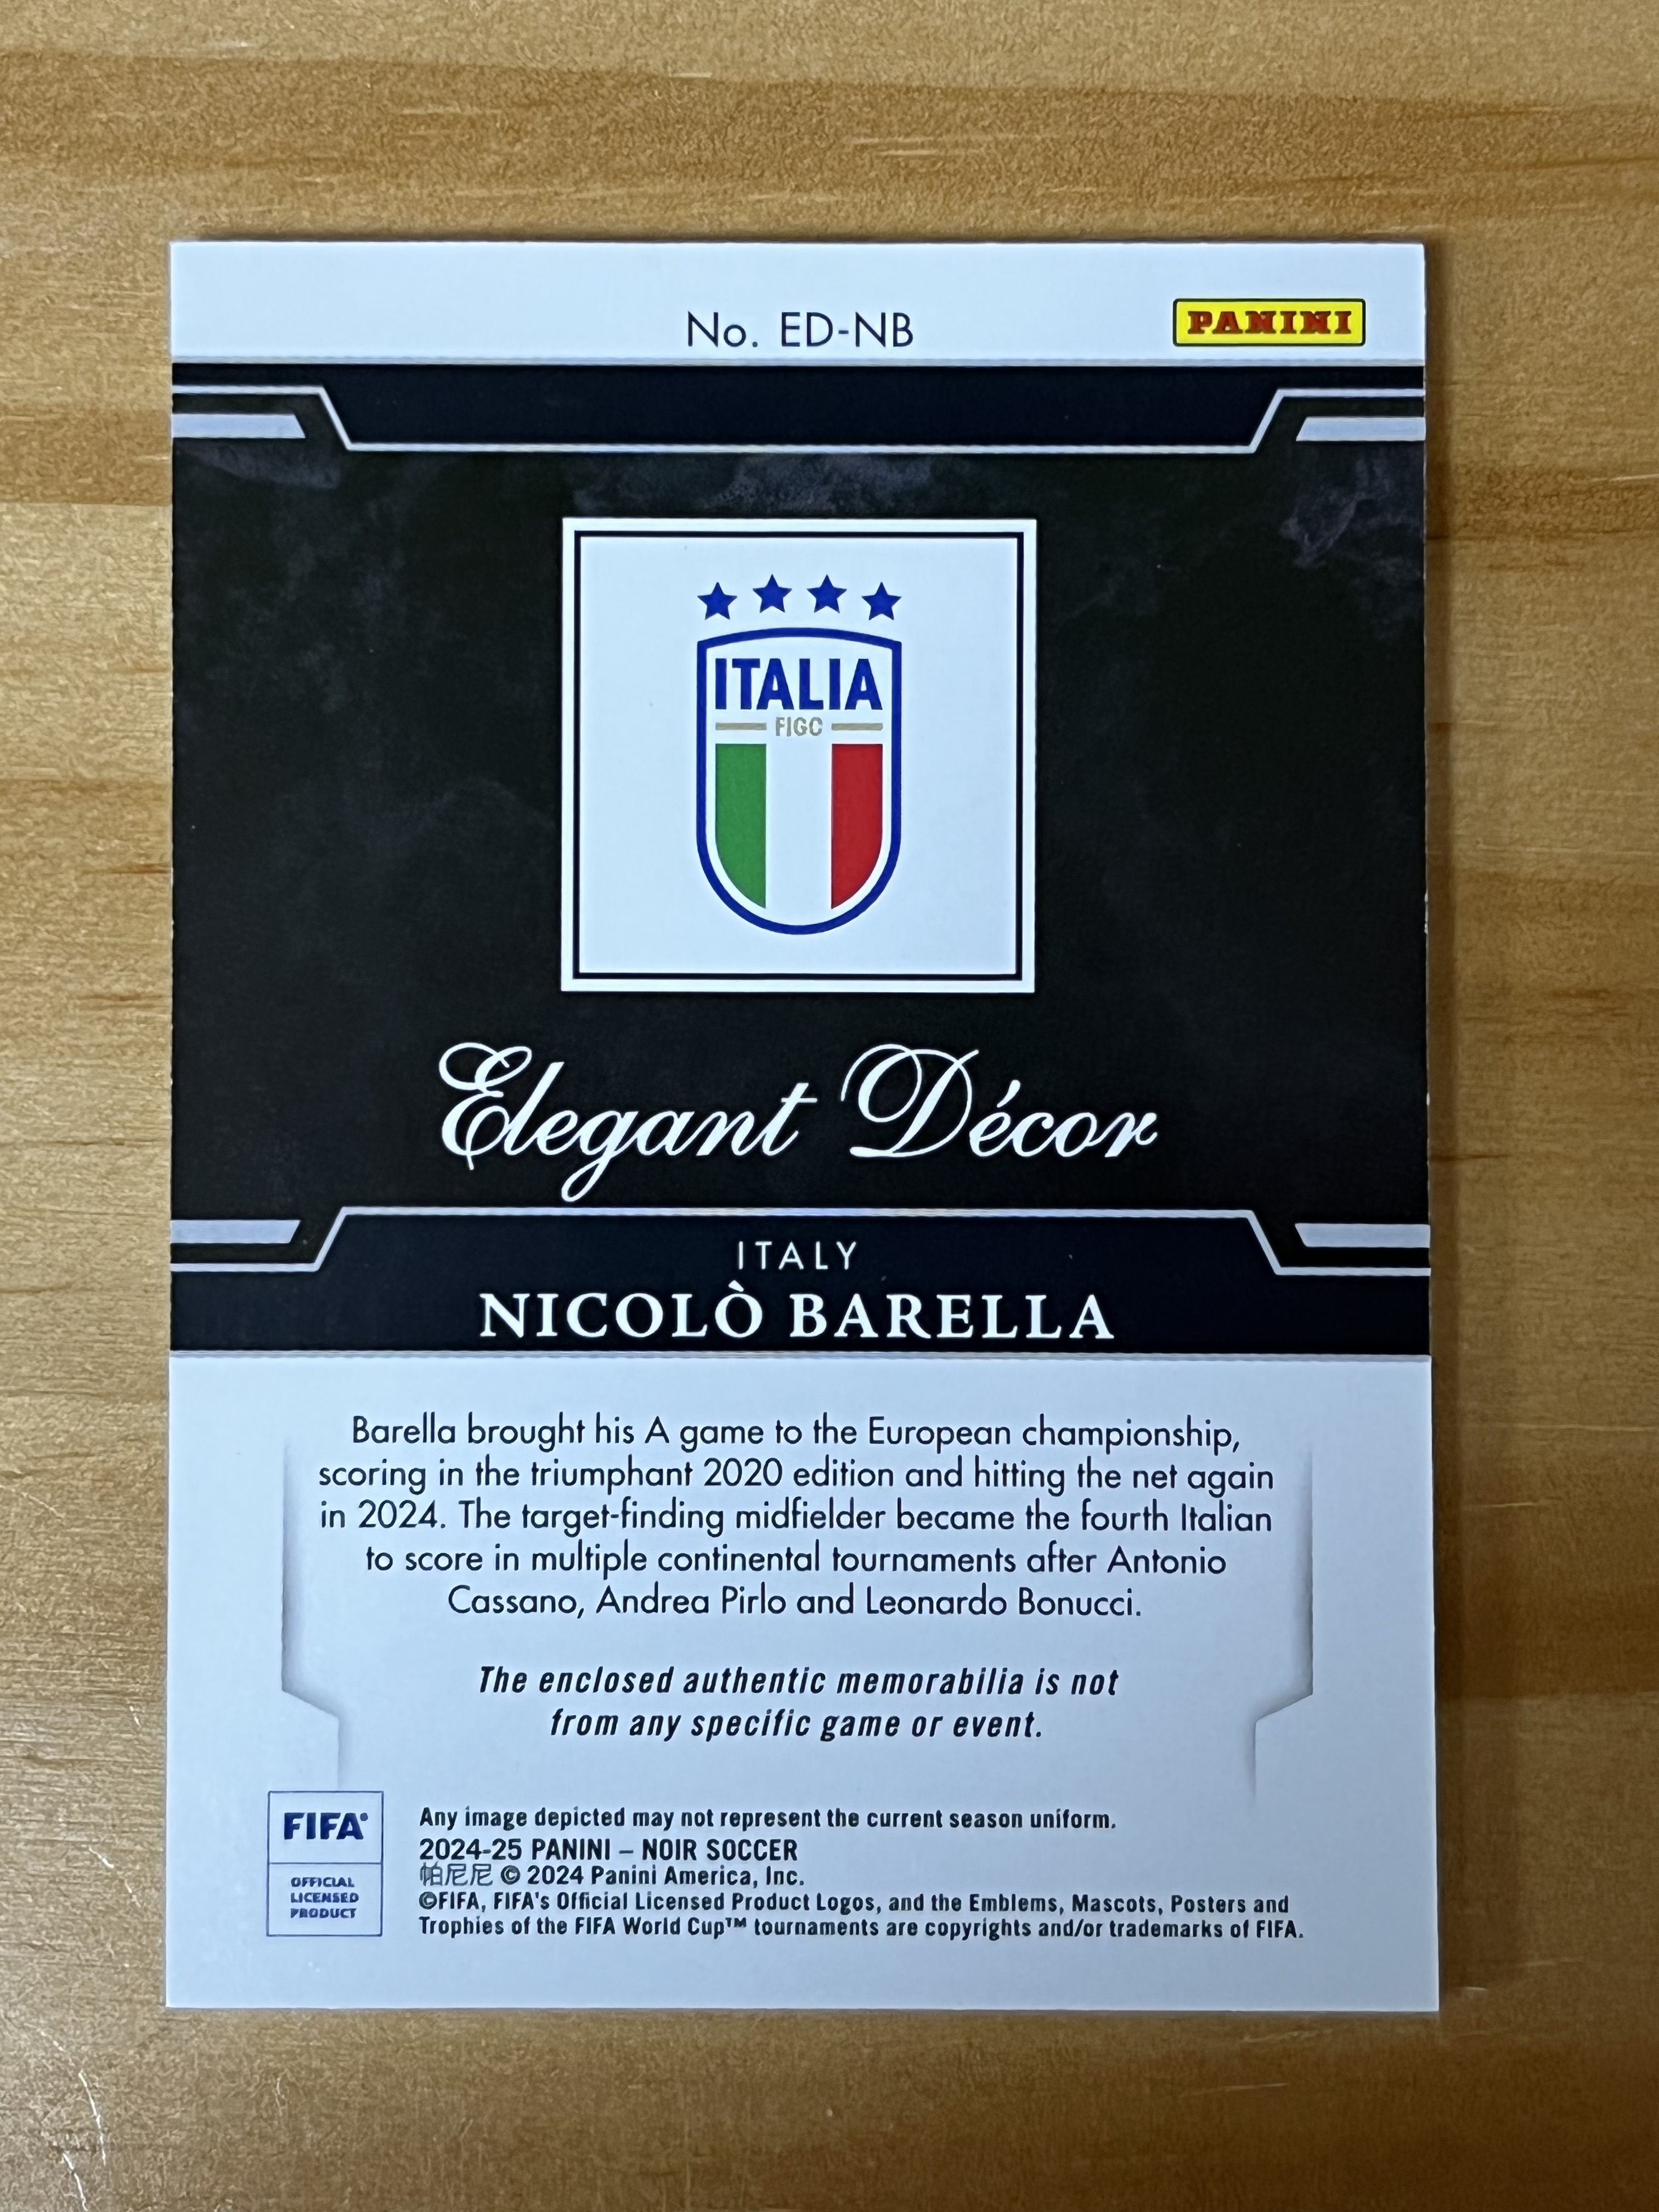 No. ED-NB
PANINI
ITALIA
FIGC
Elegant Décor
ITALY
NICOLÒ BARELLA
Barella brought his A game to the European championship,
scoring in the triumphant 2020 edition and hitting the net again
in 2024. The target-finding midfielder became the fourth Italian
to score in multiple continental tournaments after Antonio
Cassano, Andrea Pirlo and Leonardo Bonucci.
The enclosed authentic memorabilia is not
from any specific game or event.
FIFA®
OFFICIAL
LICENSED
PRODUCT
Any image depicted may not represent the current season uniform.
2024-25 PANINI – NOIR SOCCER
帕尼尼 © 2024 Panini America, Inc.
©FIFA, FIFA's Official Licensed Product Logos, and the Emblems, Mascots, Posters and
Trophies of the FIFA World Cup™ tournaments are copyrights and/or trademarks of FIFA.